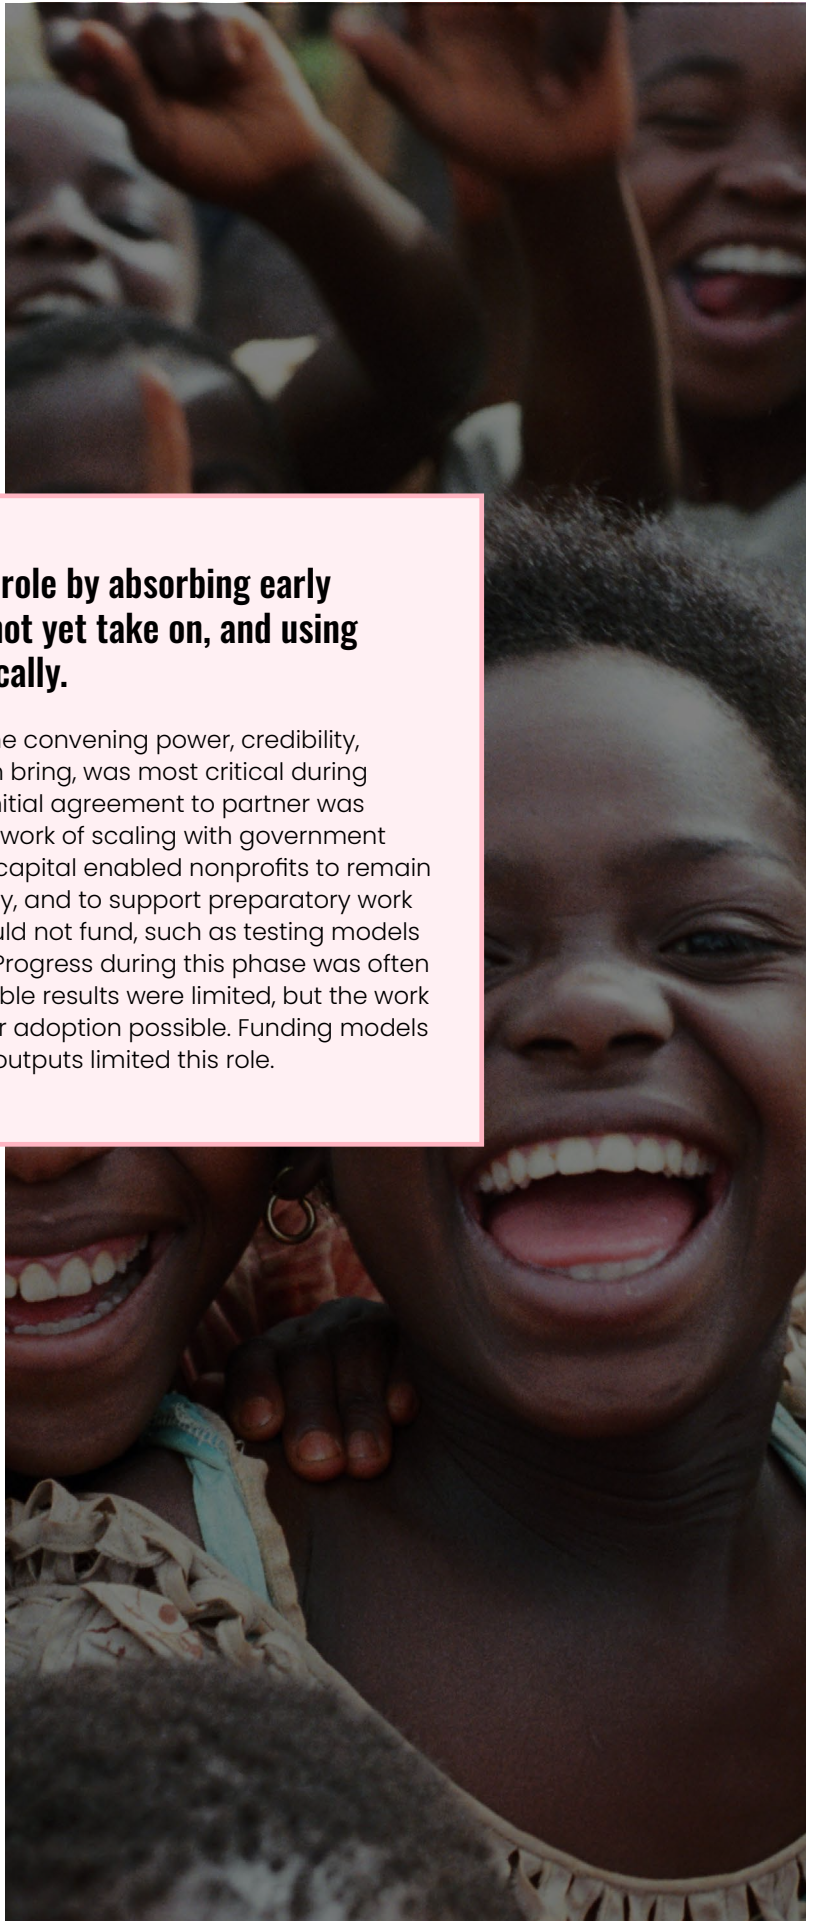 role by absorbing early
not yet take on, and using
cally.
e convening power, credibility,
bring, was most critical during
itial agreement to partner was
work of scaling with government
capital enabled nonprofits to remain
y, and to support preparatory work
uld not fund, such as testing models
Progress during this phase was often
ble results were limited, but the work
r adoption possible. Funding models
outputs limited this role.